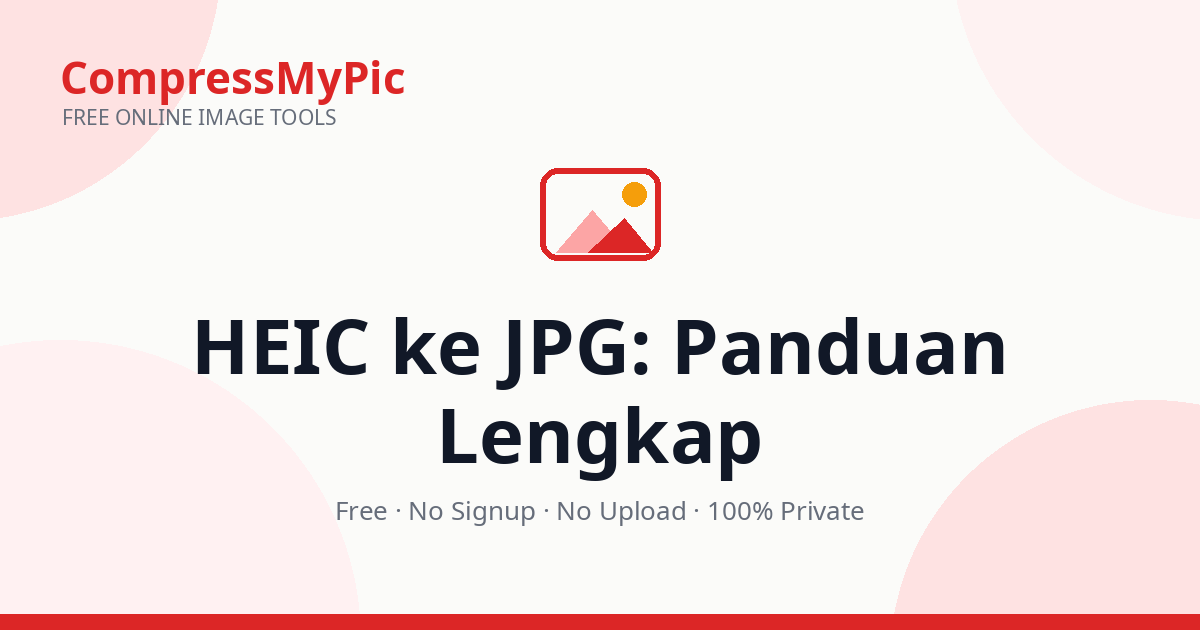 CompressMyPic
FREE ONLINE IMAGE TOOLS
HEIC ke JPG: Panduan
Lengkap
Free · No Signup · No Upload · 100% Private